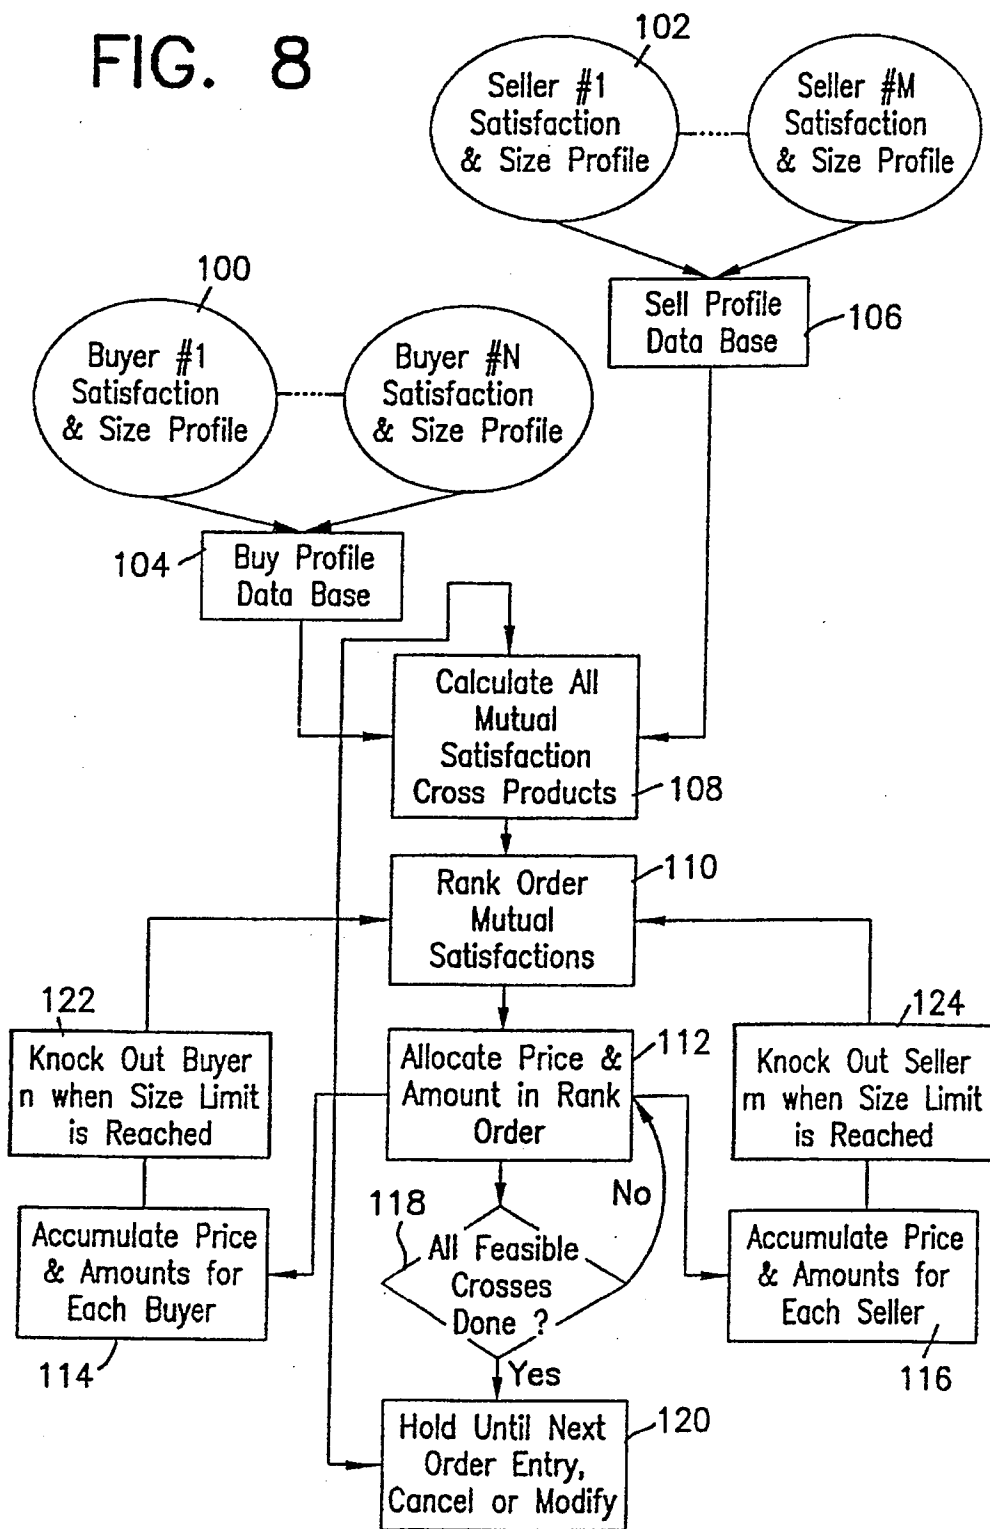 FIG. 8
102
Seller #1
Satisfaction
& Size Profile
Seller #M
Satisfaction
& Size Profile
100
Sell Profile
Data Base
106
Buyer #1
Satisfaction
& Size Profile
Buyer #N
Satisfaction
& Size Profile
104
Buy Profile
Data Base
Calculate All
Mutual
Satisfaction
Cross Products
108
110
Rank Order
Mutual
Satisfactions
122
Knock Out Buyer
n when Size Limit
is Reached
112
Allocate Price &
Amount in Rank
Order
124
Knock Out Seller
m when Size Limit
is Reached
118
No
All Feasible
Crosses
Done ?
Accumulate Price
& Amounts for
Each Buyer
114
Accumulate Price
& Amounts for
Each Seller
116
Yes
Hold Until Next
Order Entry,
Cancel or Modify
120